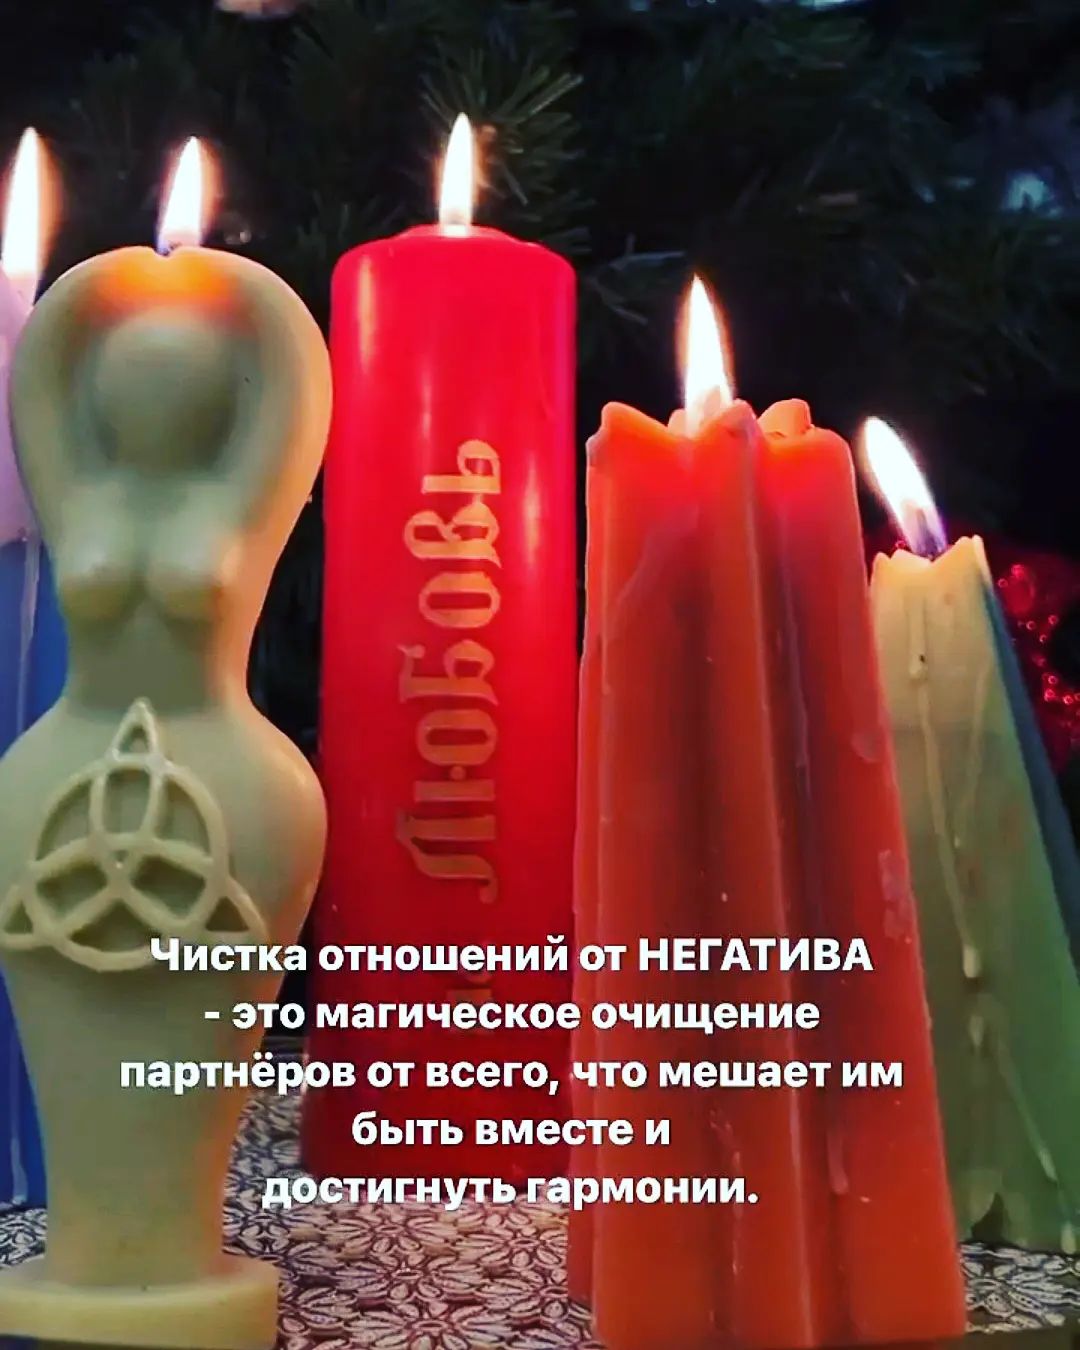 Любовь
Чистка отношений от НЕГАТИВА
- это магическое очищение
партнёров от всего, что мешает им
быть вместе и
достигнуть гармонии.